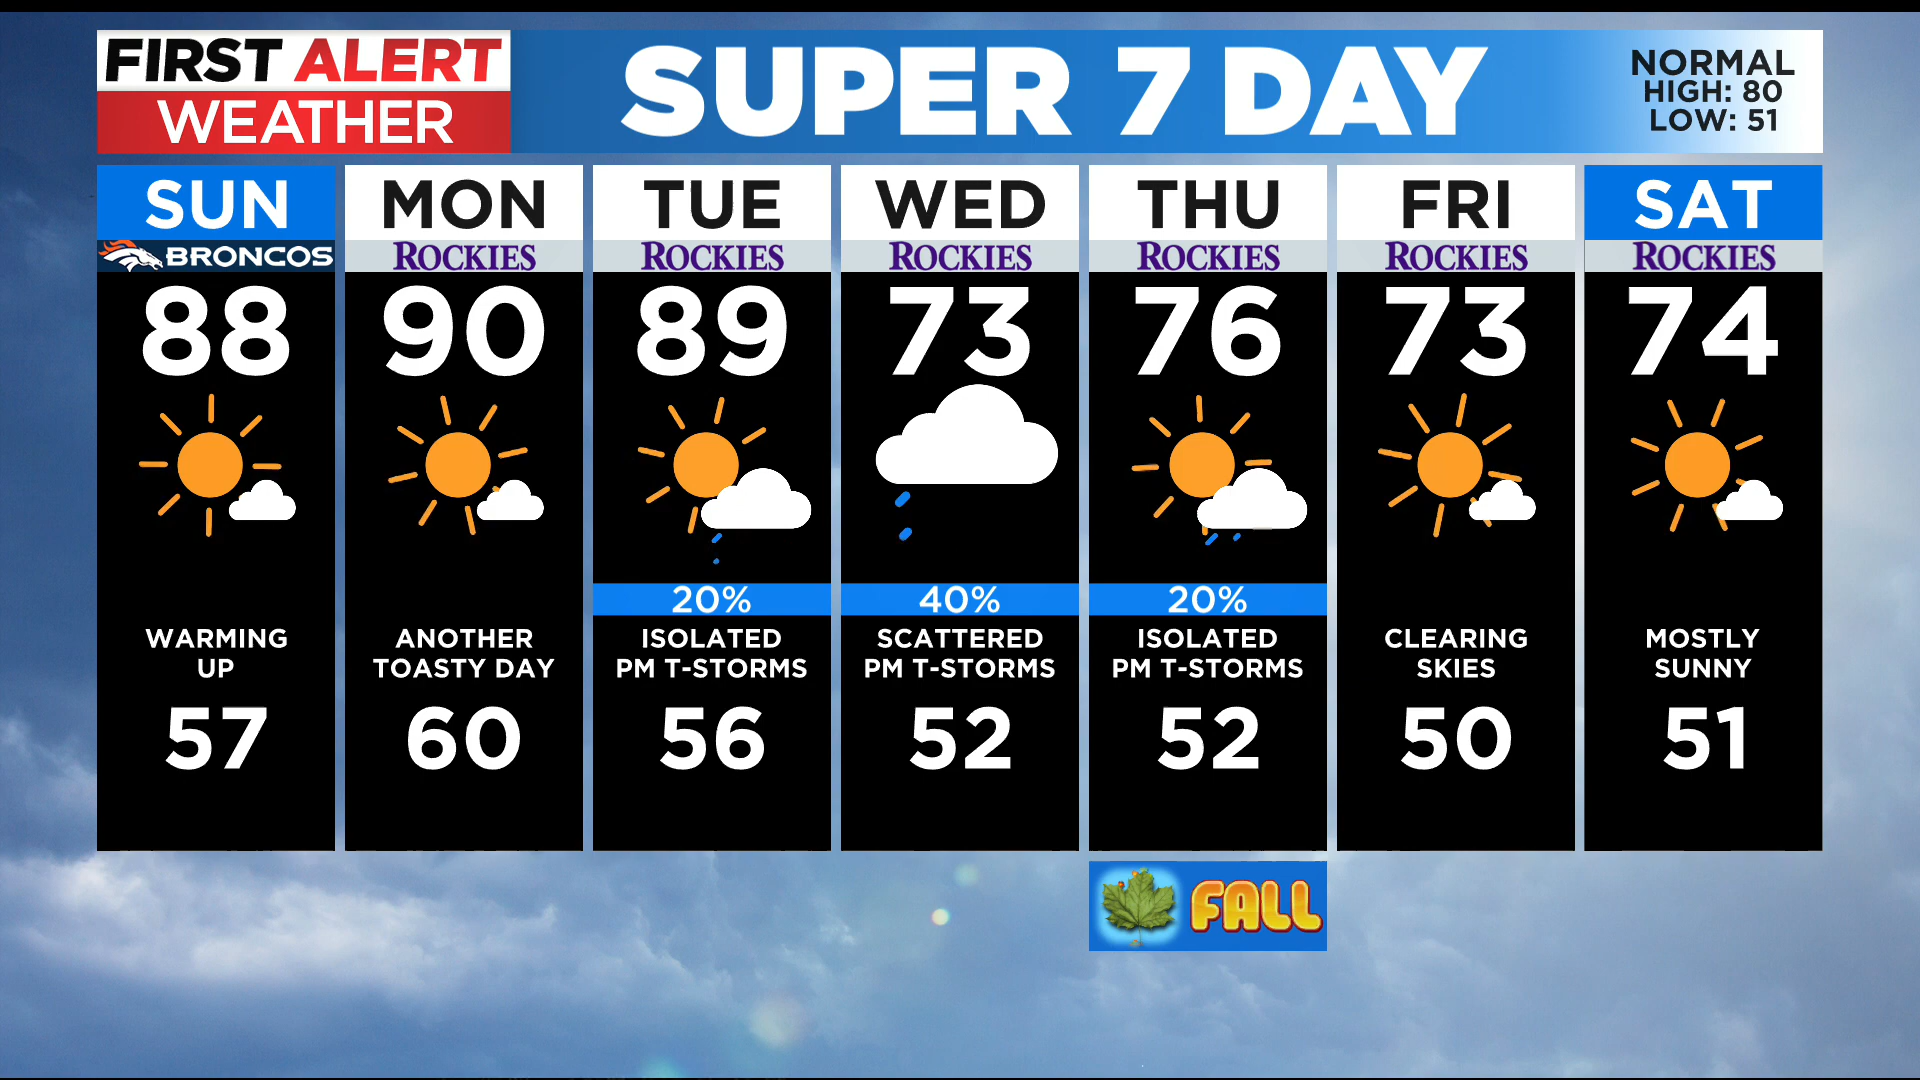 FIRST ALERT
WEATHER
SUPER 7 DAY
NORMAL
HIGH: 80
LOW: 51
SUN
BRONCOS
88
WARMING
UP
57
MON
ROCKIES
90
ANOTHER
TOASTY DAY
60
TUE
ROCKIES
89
20%
ISOLATED
PM T-STORMS
56
WED
ROCKIES
73
40%
SCATTERED
PM T-STORMS
52
THU
ROCKIES
76
20%
ISOLATED
PM T-STORMS
52
FALL
FRI
ROCKIES
73
CLEARING
SKIES
50
SAT
ROCKIES
74
MOSTLY
SUNNY
51